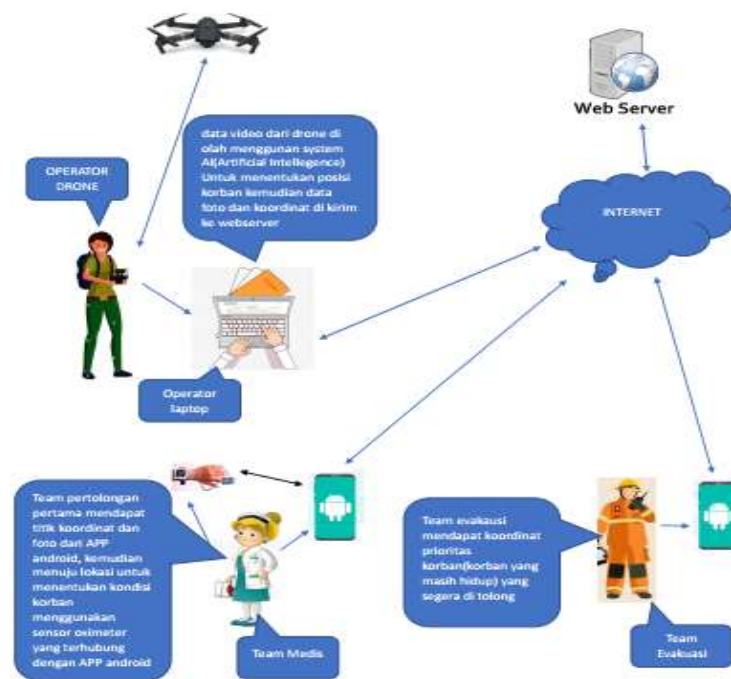 Web Server
data video dari drone di
olah menggunan system
AI(Artificial Intellegence)
Untuk menentukan posisi
korban kemudian data
foto dan koordinat di kirim
ke webserver
OPERATOR
DRONE
INTERNET
Operator
laptop
Team pertolongan
pertama mendapat
titik koordinat dan
foto dari APP
android, kemudian
menuju lokasi untuk
menentukan kondisi
korban
menggunakan
sensor oximeter
yang terhubung
dengan APP android
Team Medis
Team evakausi
mendapat koordinat
prioritas
korban(korban yang
masih hidup) yang
segera di tolong
Team
Evakuasi